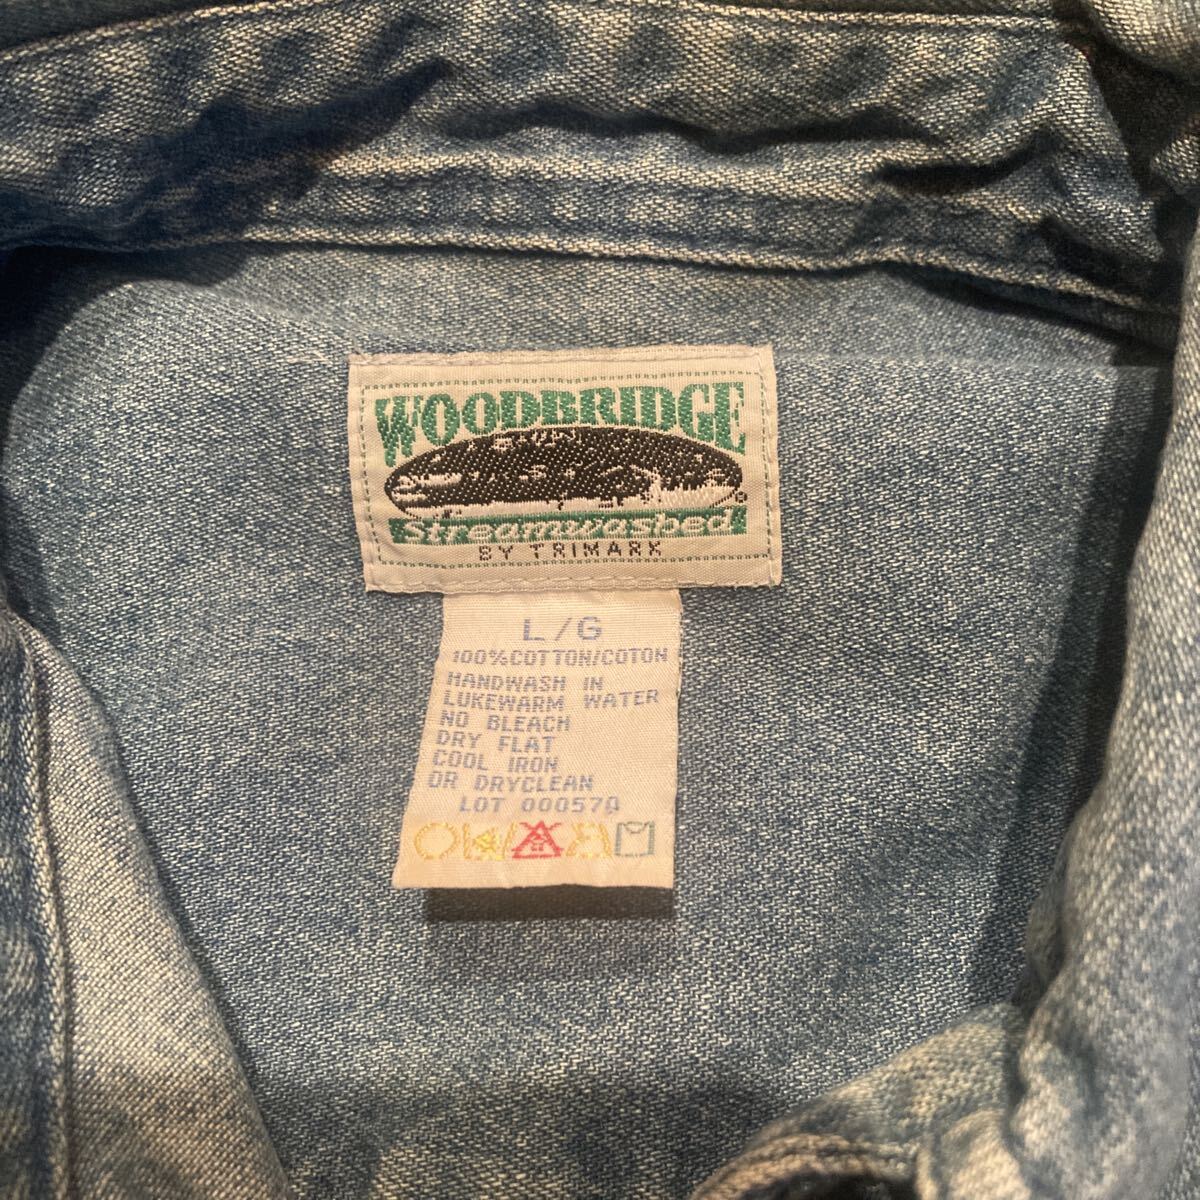 WOODBRIDGE
Streamwashed
BY TRIMARK
L/G
100%COTTON/COTON
HANDWASH IN
LUKEWARM WATER
NO BLEACH
DRY FLAT
COOL IRON
OR DRYCLEAN
LOT 000570